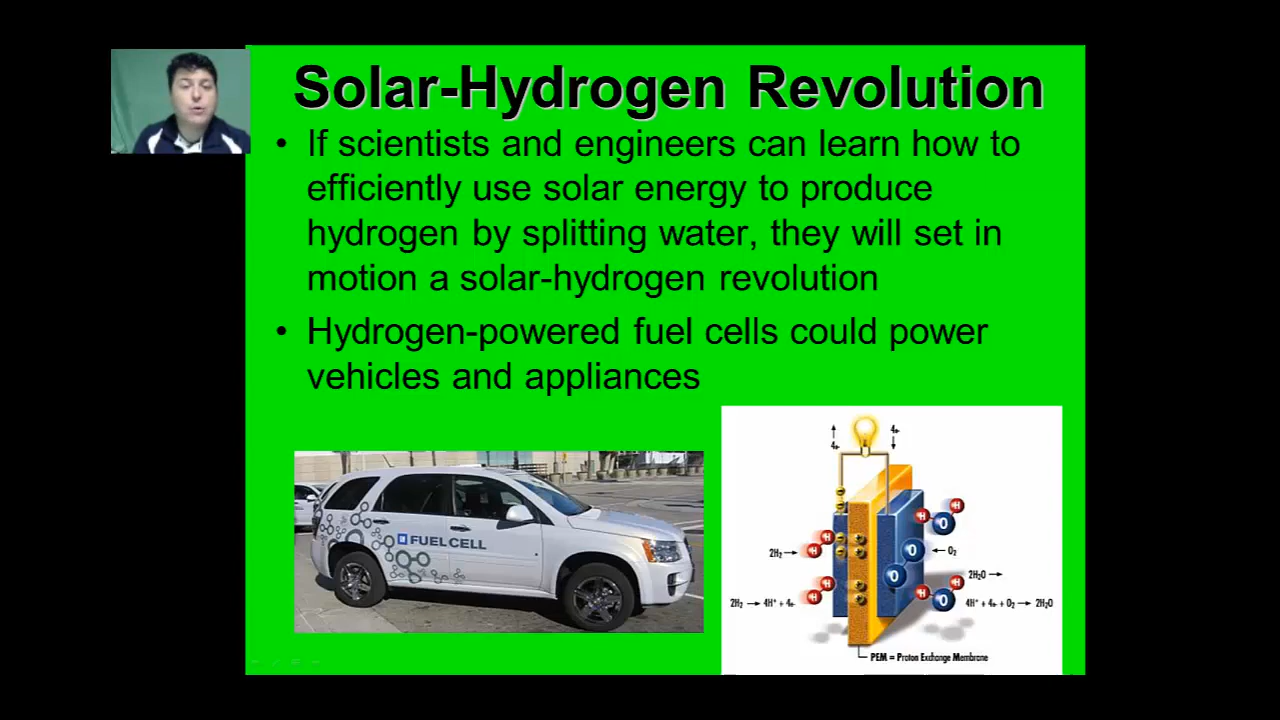 Solar-Hydrogen Revolution
• If scientists and engineers can learn how to
efficiently use solar energy to produce
hydrogen by splitting water, they will set in
motion a solar-hydrogen revolution
• Hydrogen-powered fuel cells could power
vehicles and appliances
FUEL CELL
4e-
4e-
H
H
O
2H₂
H
H
O
O₂
O
2H₂O
H
H
H
H
O
2H₂ → 4H⁺ + 4e-
4H⁺ + 4e- + O₂ → 2H₂O
PEM = Proton Exchange Membrane